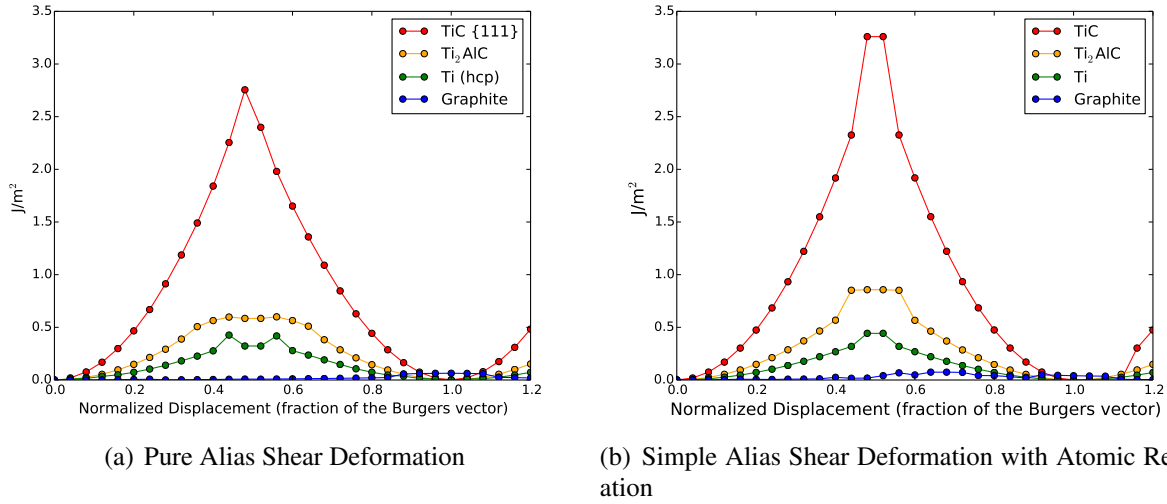 3.5
3.0
2.5
2.0
1.5
1.0
0.5
0.0
J/m²
TiC {111}
Ti₂AlC
Ti (hcp)
Graphite
0.0 0.2 0.4 0.6 0.8 1.0 1.2
Normalized Displacement (fraction of the Burgers vector)
(a) Pure Alias Shear Deformation
3.5
3.0
2.5
2.0
1.5
1.0
0.5
0.0
J/m²
TiC
Ti₂AlC
Ti
Graphite
0.0 0.2 0.4 0.6 0.8 1.0 1.2
Normalized Displacement (fraction of the Burgers vector)
(b) Simple Alias Shear Deformation with Atomic Re
ation